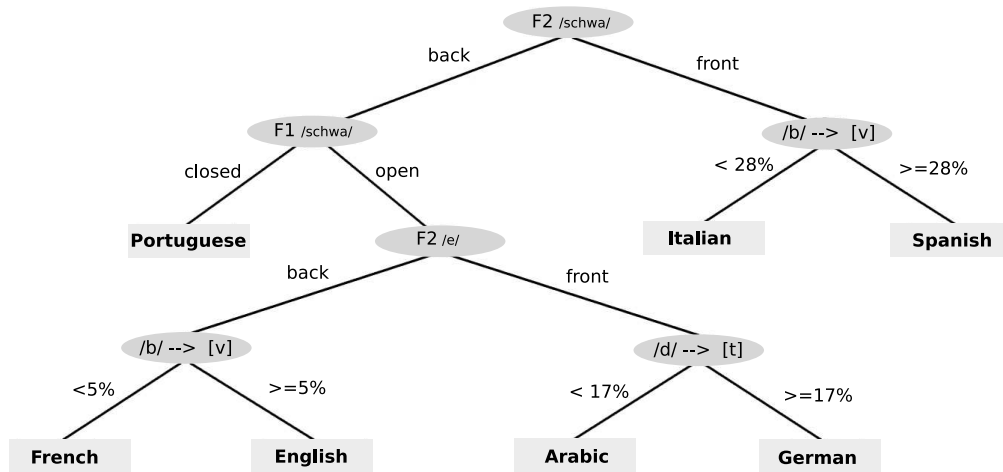 F2 /schwa/
back
front
F1 /schwa/
/b/ --> [v]
closed
open
< 28%
>=28%
Portuguese
F2 /e/
Italian
Spanish
back
front
/b/ --> [v]
/d/ --> [t]
<5%
>=5%
< 17%
>=17%
French
English
Arabic
German